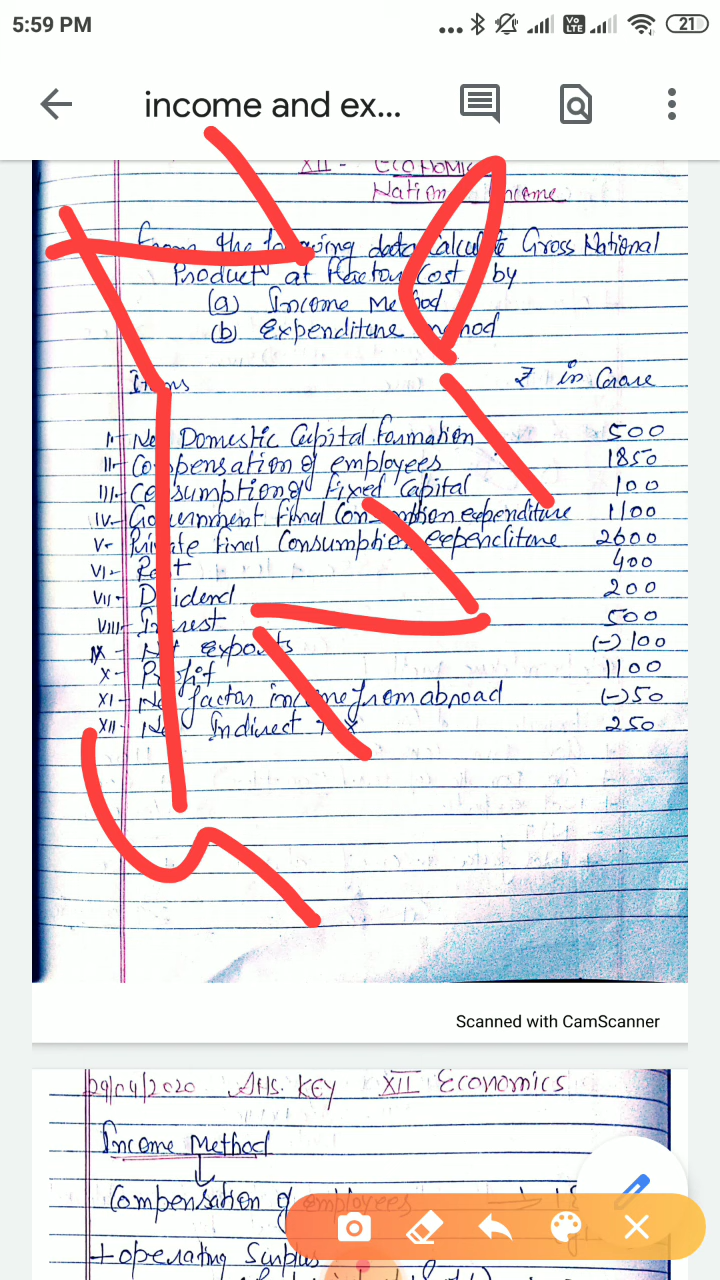 5:59 PM
Vo LTE
21
income and ex...
XII - Economic
National Income
From the following data Calculate Gross National
Product at Factor Cost by
(a) Income Method
(b) Expenditure method
Items ₹ in Crore
I- Net Domestic Capital Formation 500
II- Compensation of employees 1850
III. Consumption of Fixed Capital 100
IV- Government Final Consumption expenditure 1100
V- Private final Consumption expenditure 2600
VI- Rent 400
VII- Dividend 200
VIII- Interest 500
IX - Net exports (-) 100
X- Profit 1100
XI- Net factor income from abroad (-) 50
XII- Net Indirect tax 250
Scanned with CamScanner
29/04/2020 Ans. KEY XII Economics
Income Method
Compensation of employees
+ operating Surplus